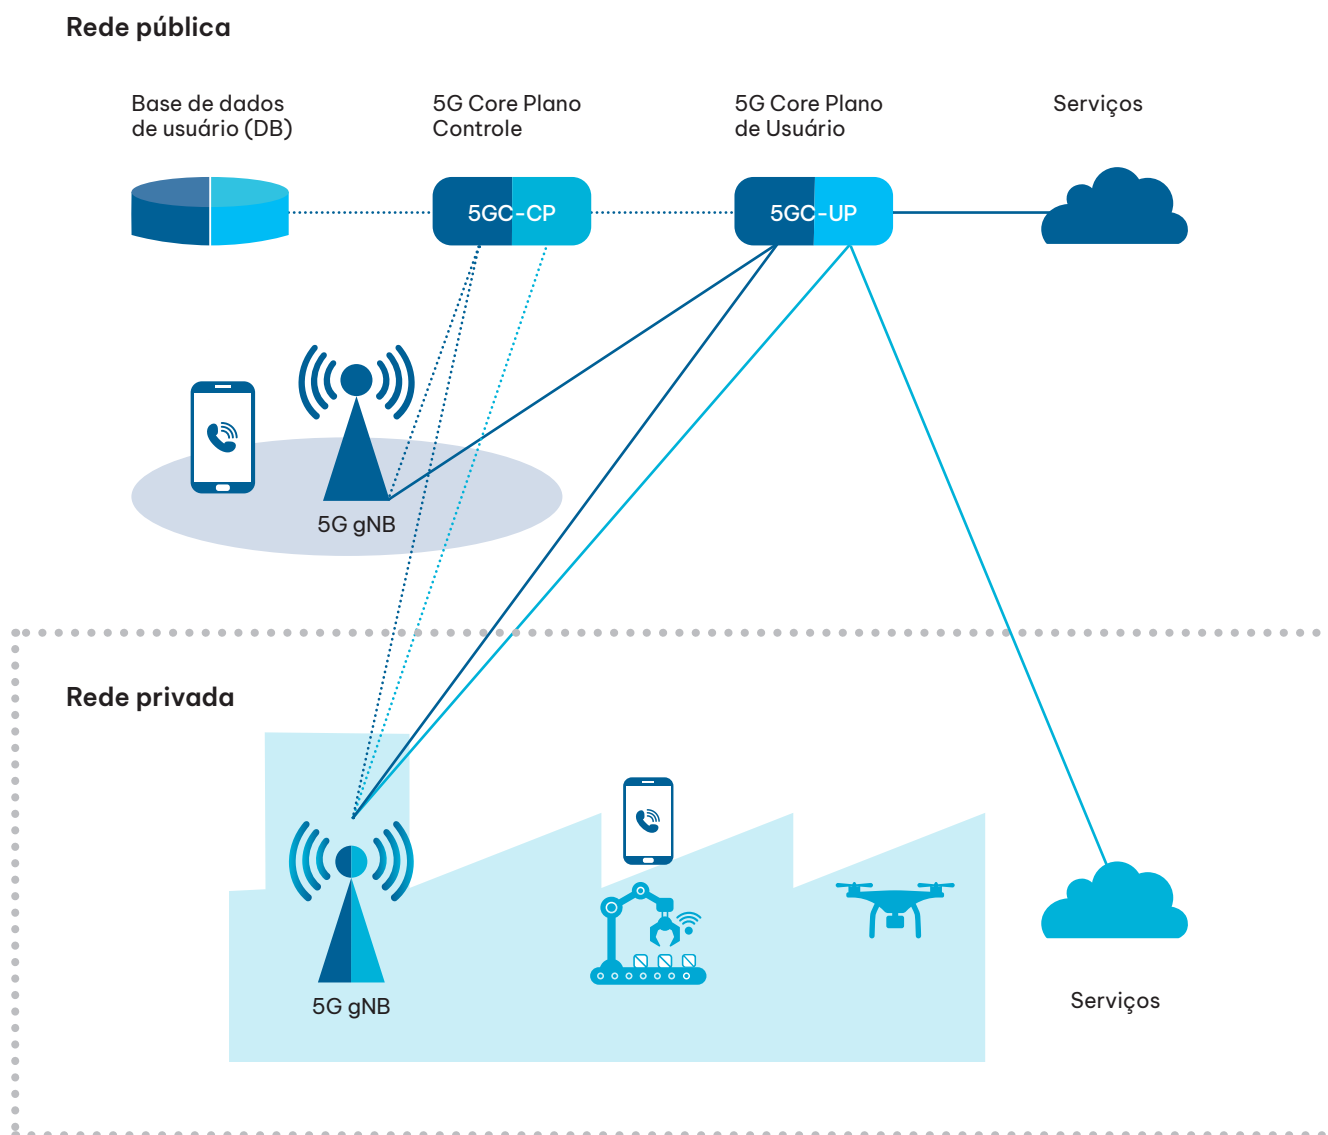 Rede pública
Base de dados
de usuário (DB)
5G Core Plano
Controle
5G Core Plano
de Usuário
Serviços
5GC-CP
5GC-UP
5G gNB
Rede privada
5G gNB
Serviços